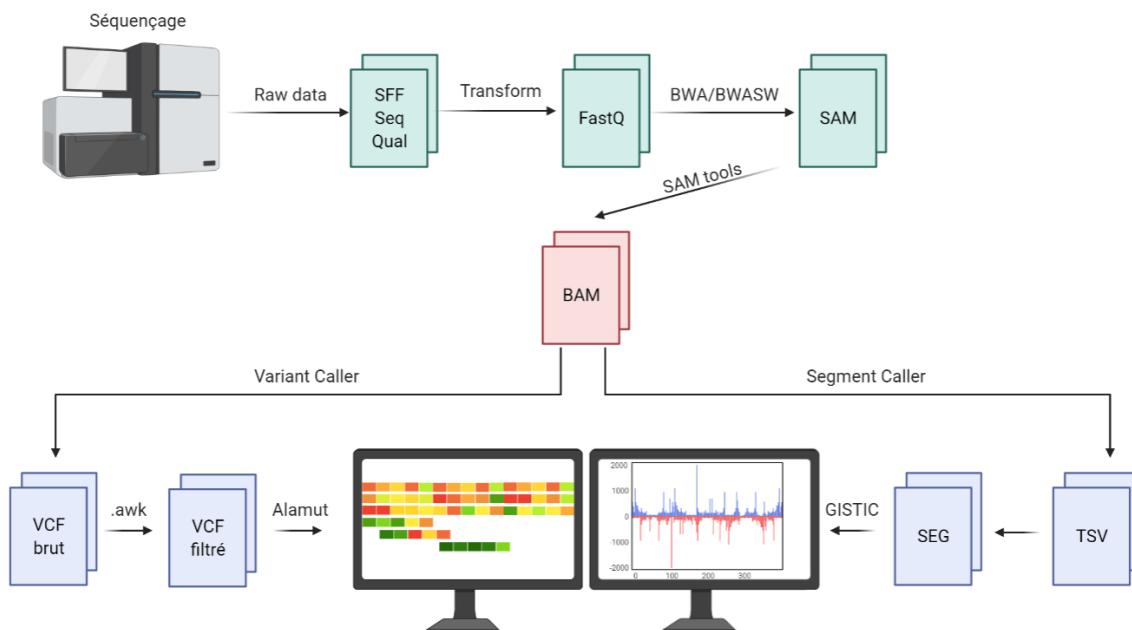 Séquençage
Raw data
SFF
Seq
Qual
Transform
FastQ
BWA/BWASW
SAM
SAM tools
BAM
Variant Caller
Segment Caller
VCF
brut
.awk
VCF
filtré
Alamut
2000
1000
0
-1000
-2000
0
100
200
300
GISTIC
SEG
TSV